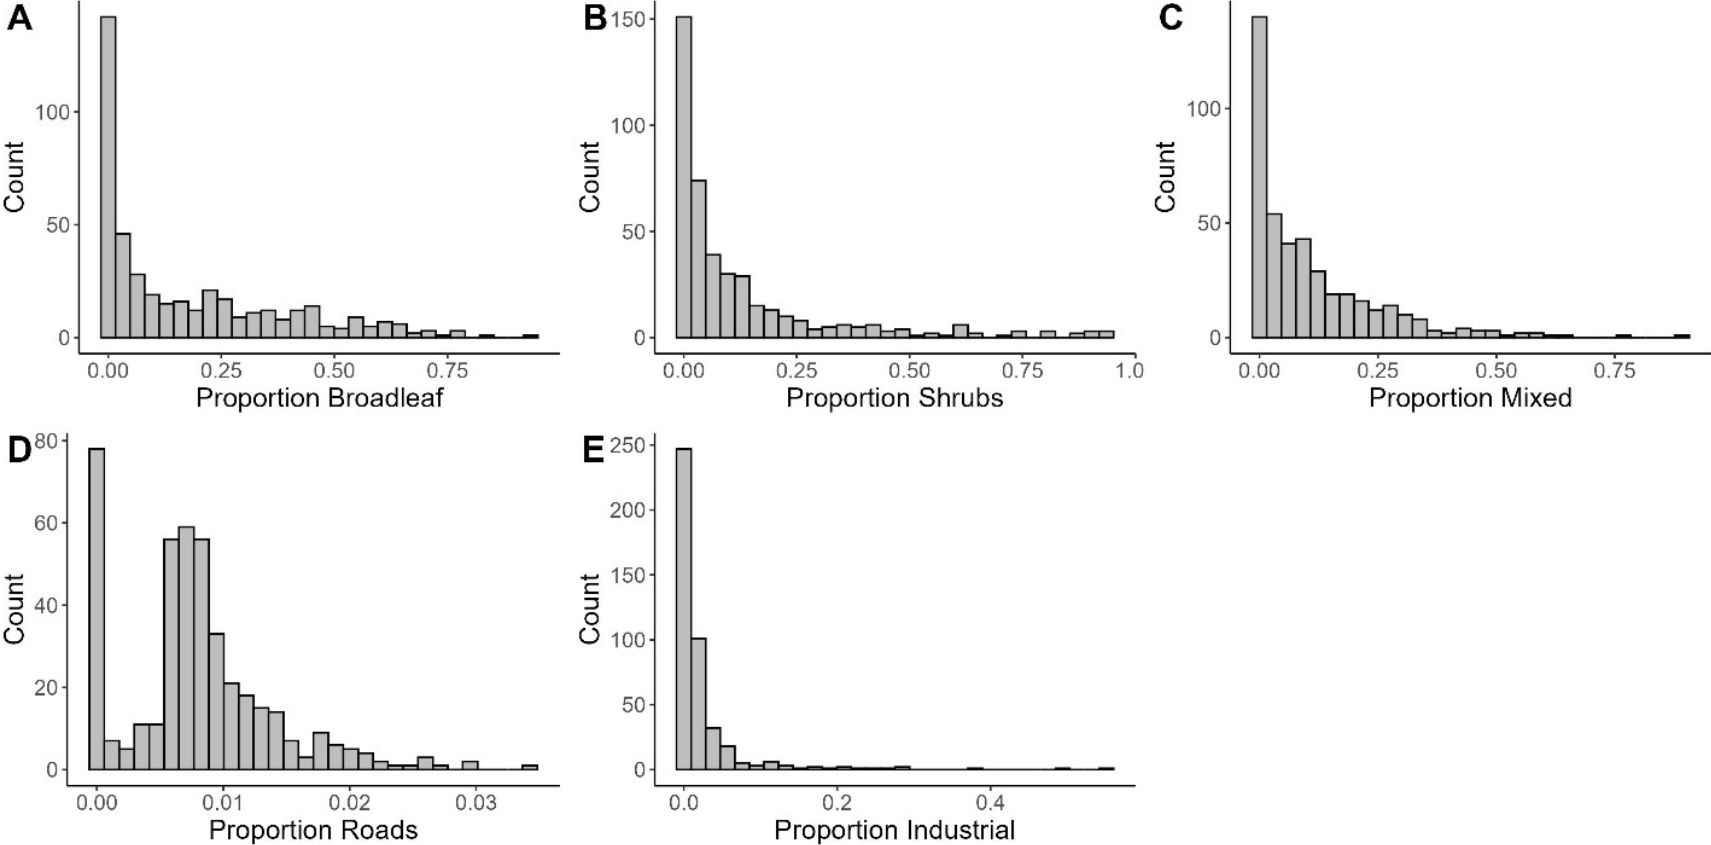 A
Count
100
50
0
0.00 0.25 0.50 0.75
Proportion Broadleaf
B
Count
150
100
50
0
0.00 0.25 0.50 0.75 1.0
Proportion Shrubs
C
Count
100
50
0
0.00 0.25 0.50 0.75
Proportion Mixed
D
Count
80
60
40
20
0
0.00 0.01 0.02 0.03
Proportion Roads
E
Count
250
200
150
100
50
0
0.0 0.2 0.4
Proportion Industrial